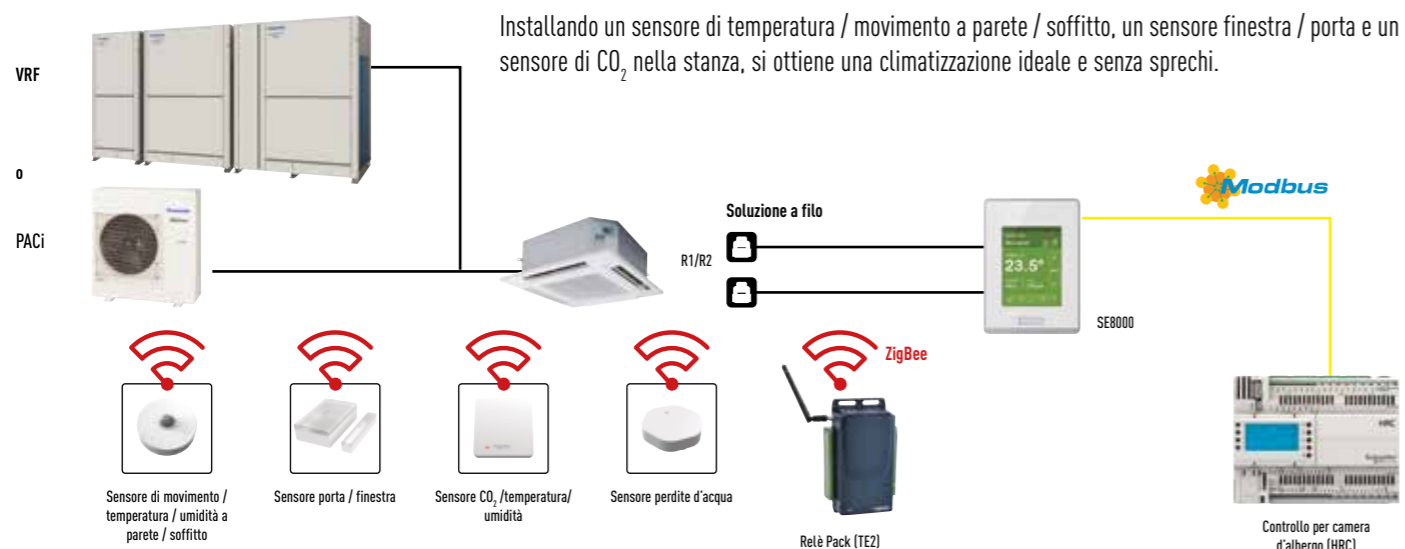 Installando un sensore di temperatura / movimento a parete / soffitto, un sensore finestra / porta e un
sensore di CO₂ nella stanza, si ottiene una climatizzazione ideale e senza sprechi.
VRF
o
PACi
Soluzione a filo
R1/R2
Modbus
23.5°
SE8000
ZigBee
HRC
Sensore di movimento /
temperatura / umidità a
parete / soffitto
Sensore porta / finestra
Sensore CO₂ /temperatura/
umidità
Sensore perdite d'acqua
Relè Pack (TE2)
Controllo per camera
d'albergo (HRC)